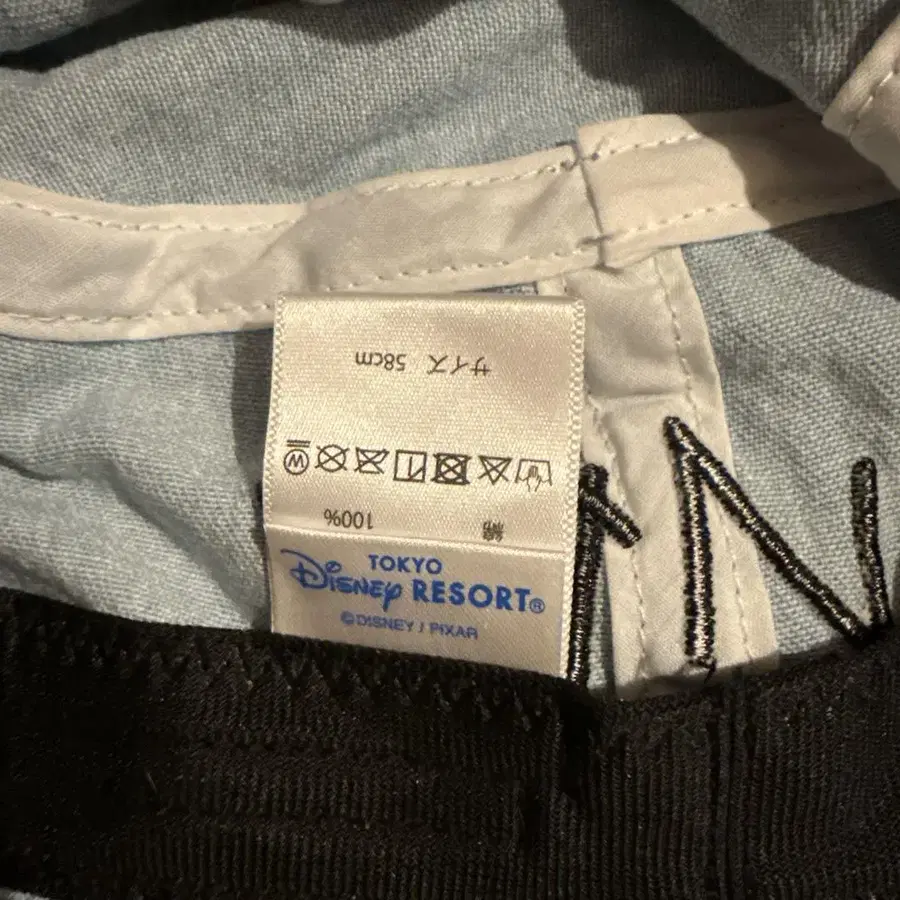 サイズ 58cm
綿 100%
TOKYO
Disney RESORT®
©DISNEY / PIXAR